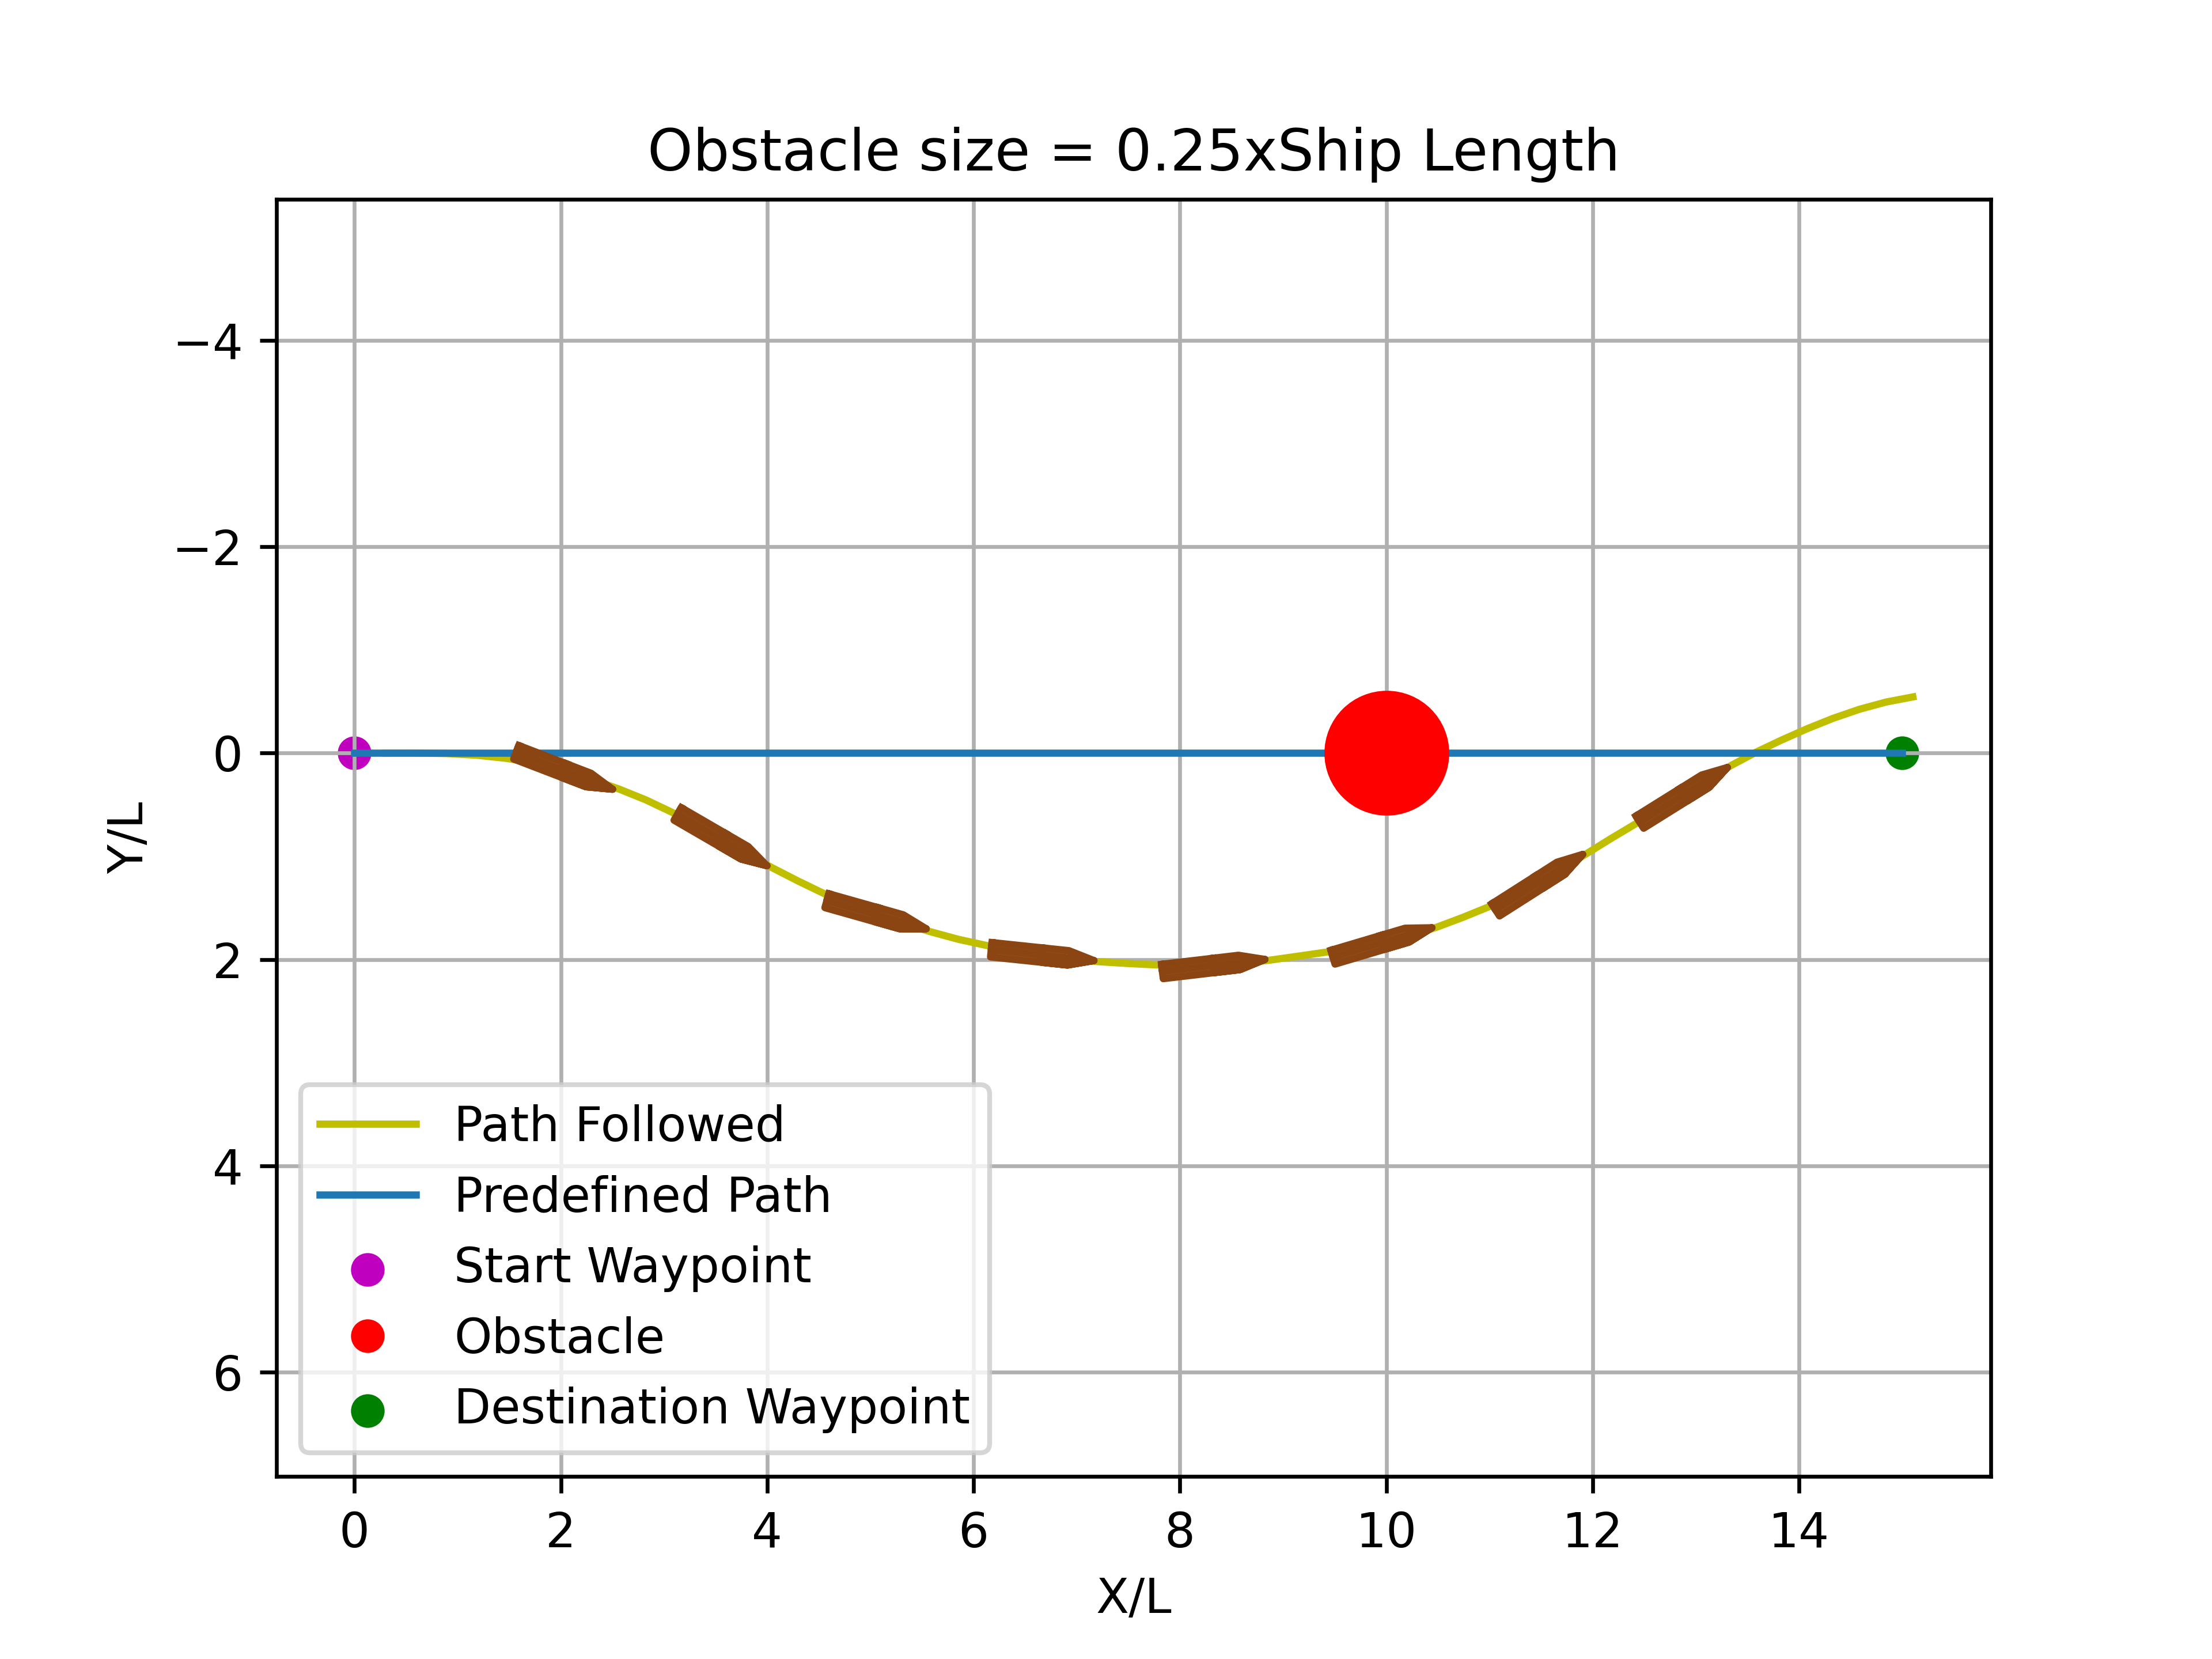 Obstacle size = 0.25xShip Length
−4
−2
0
2
4
6
Y/L
Path Followed
Predefined Path
Start Waypoint
Obstacle
Destination Waypoint
0 2 4 6 8 10 12 14
X/L